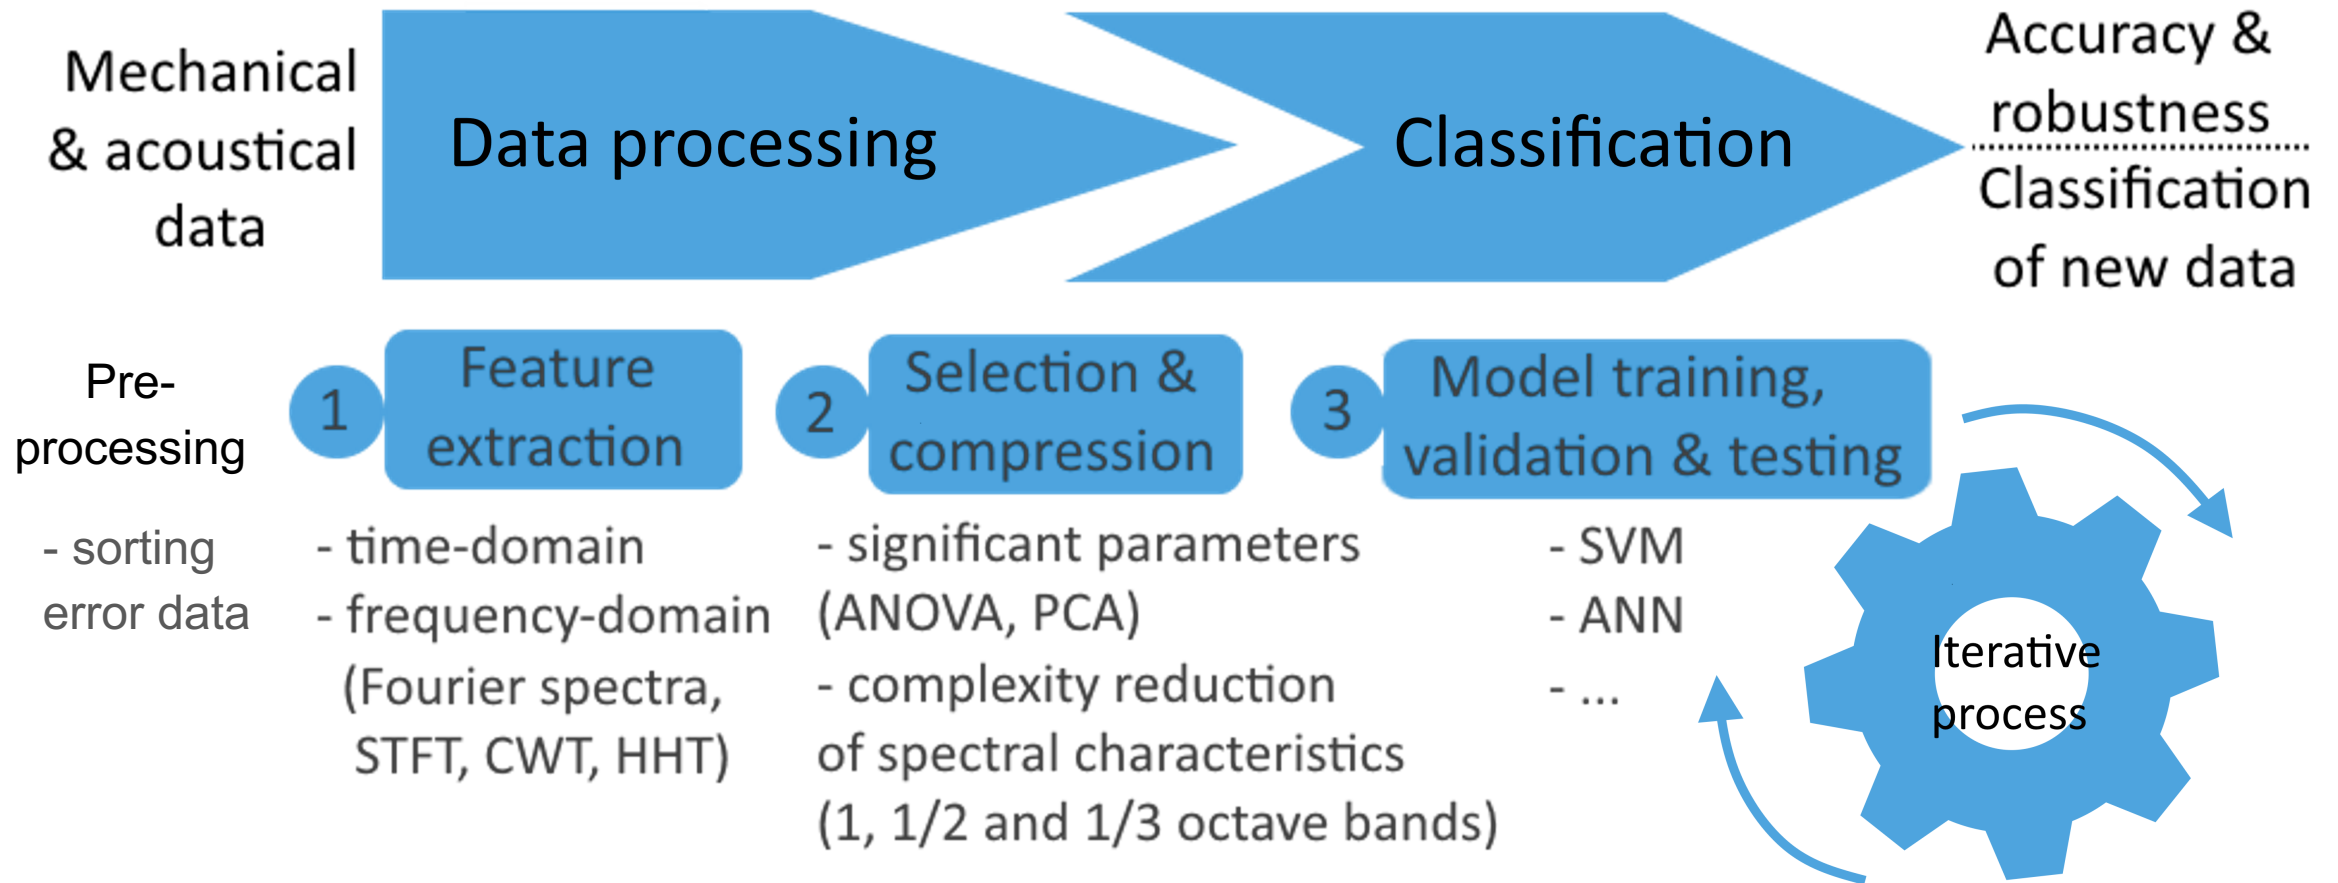 Mechanical
& acoustical
data
Data processing
Classification
Accuracy &
robustness
Classification
of new data
Pre-
processing
- sorting
error data
1
Feature
extraction
- time-domain
- frequency-domain
(Fourier spectra,
STFT, CWT, HHT)
2
Selection &
compression
- significant parameters
(ANOVA, PCA)
- complexity reduction
of spectral characteristics
(1, 1/2 and 1/3 octave bands)
3
Model training,
validation & testing
- SVM
- ANN
- ...
Iterative
process